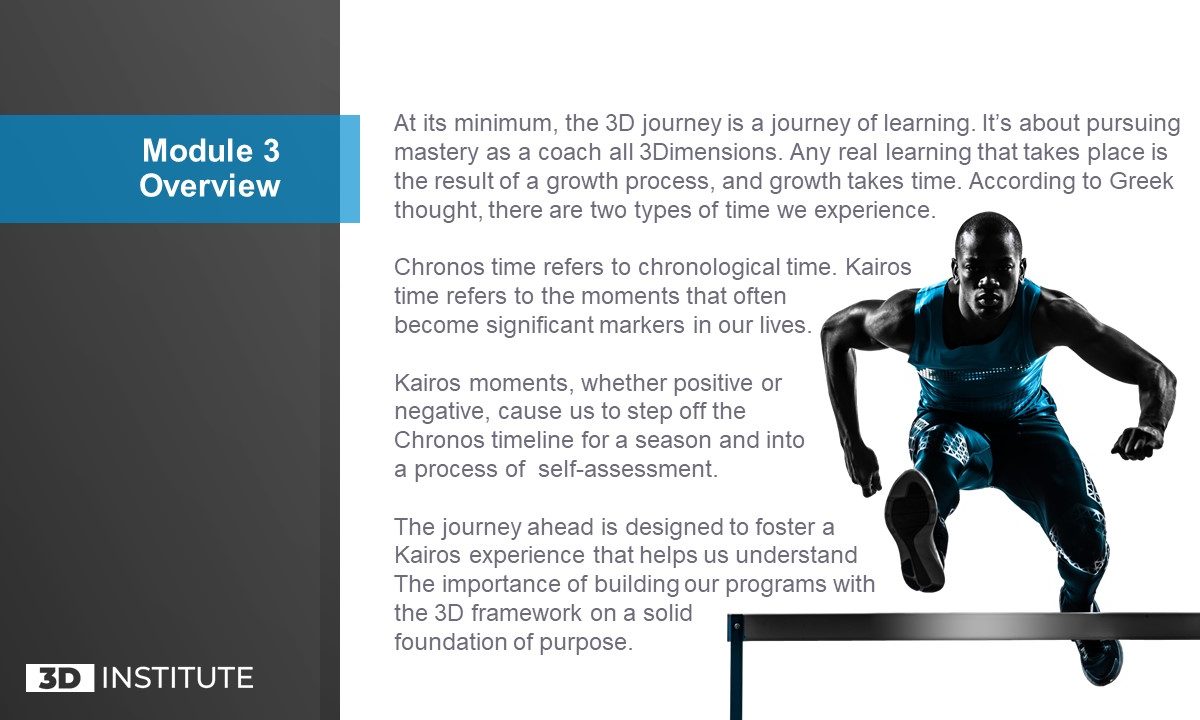 Module 3
Overview
At its minimum, the 3D journey is a journey of learning. It’s about pursuing
mastery as a coach all 3Dimensions. Any real learning that takes place is
the result of a growth process, and growth takes time. According to Greek
thought, there are two types of time we experience.
Chronos time refers to chronological time. Kairos
time refers to the moments that often
become significant markers in our lives.
Kairos moments, whether positive or
negative, cause us to step off the
Chronos timeline for a season and into
a process of  self-assessment.
The journey ahead is designed to foster a
Kairos experience that helps us understand
The importance of building our programs with
the 3D framework on a solid
foundation of purpose.
3D INSTITUTE